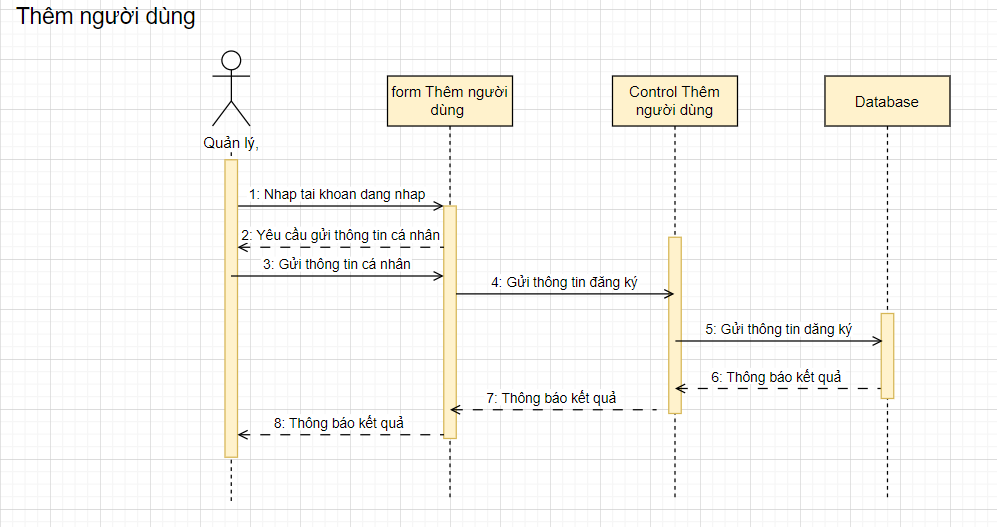 Thêm người dùng
form Thêm người
dùng
Control Thêm
người dùng
Database
Quản lý,
1: Nhap tai khoan dang nhap
2: Yêu cầu gửi thông tin cá nhân
3: Gửi thông tin cá nhân
4: Gửi thông tin đăng ký
5: Gửi thông tin dăng ký
6: Thông báo kết quả
7: Thông báo kết quả
8: Thông báo kết quả